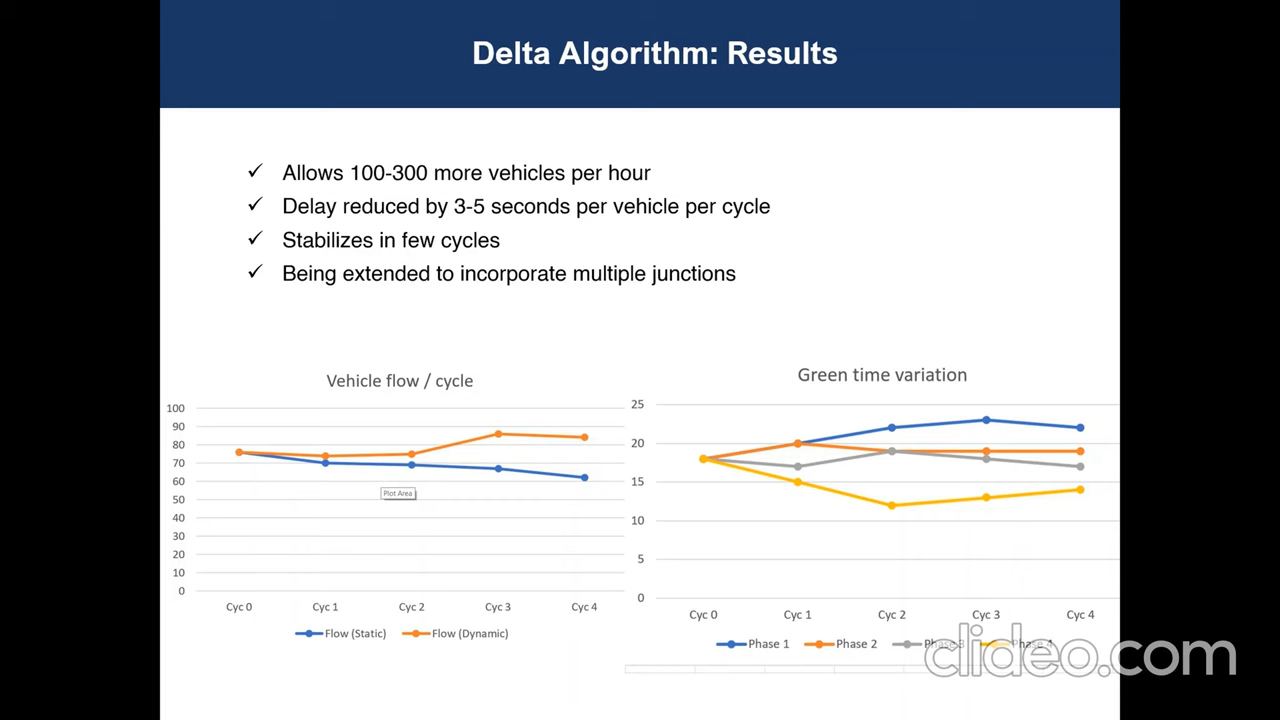 Delta Algorithm: Results
✓ Allows 100-300 more vehicles per hour
✓ Delay reduced by 3-5 seconds per vehicle per cycle
✓ Stabilizes in few cycles
✓ Being extended to incorporate multiple junctions
Vehicle flow / cycle
100
90
80
70
60
50
40
30
20
10
0
Plot Area
Cyc 0 Cyc 1 Cyc 2 Cyc 3 Cyc 4
Flow (Static) Flow (Dynamic)
Green time variation
25
20
15
10
5
0
Cyc 0 Cyc 1 Cyc 2 Cyc 3 Cyc 4
Phase 1 Phase 2 Phase 3 Phase 4
clideo.com